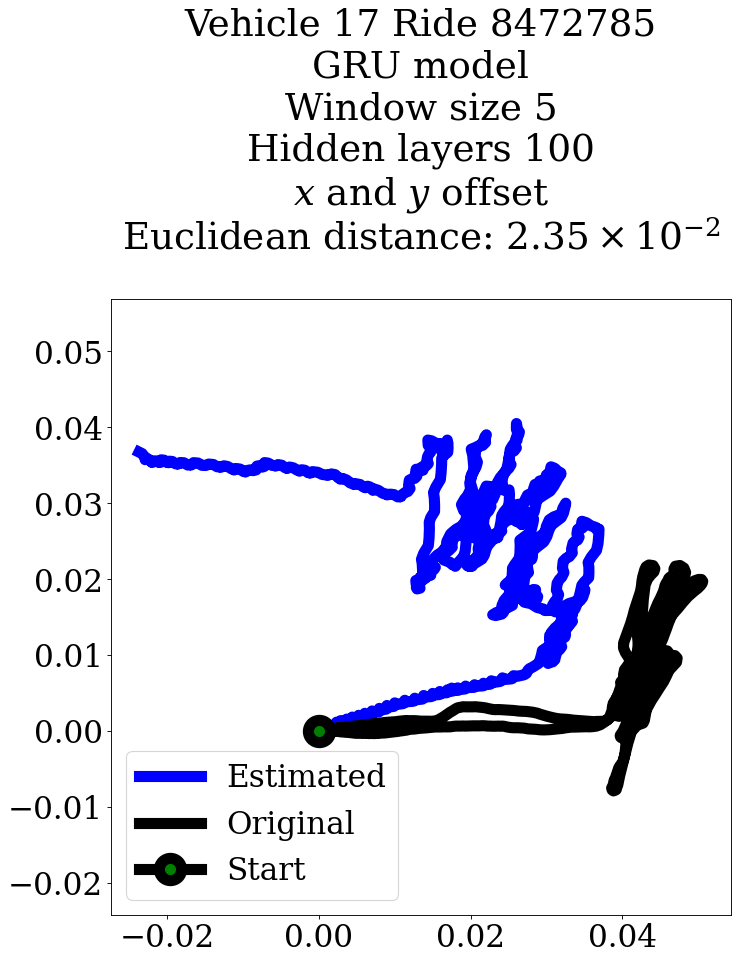 Vehicle 17 Ride 8472785
GRU model
Window size 5
Hidden layers 100
x and y offset
Euclidean distance: 2.35 × 10⁻²
0.05
0.04
0.03
0.02
0.01
0.00
−0.01
−0.02
Estimated
Original
Start
−0.02 0.00 0.02 0.04